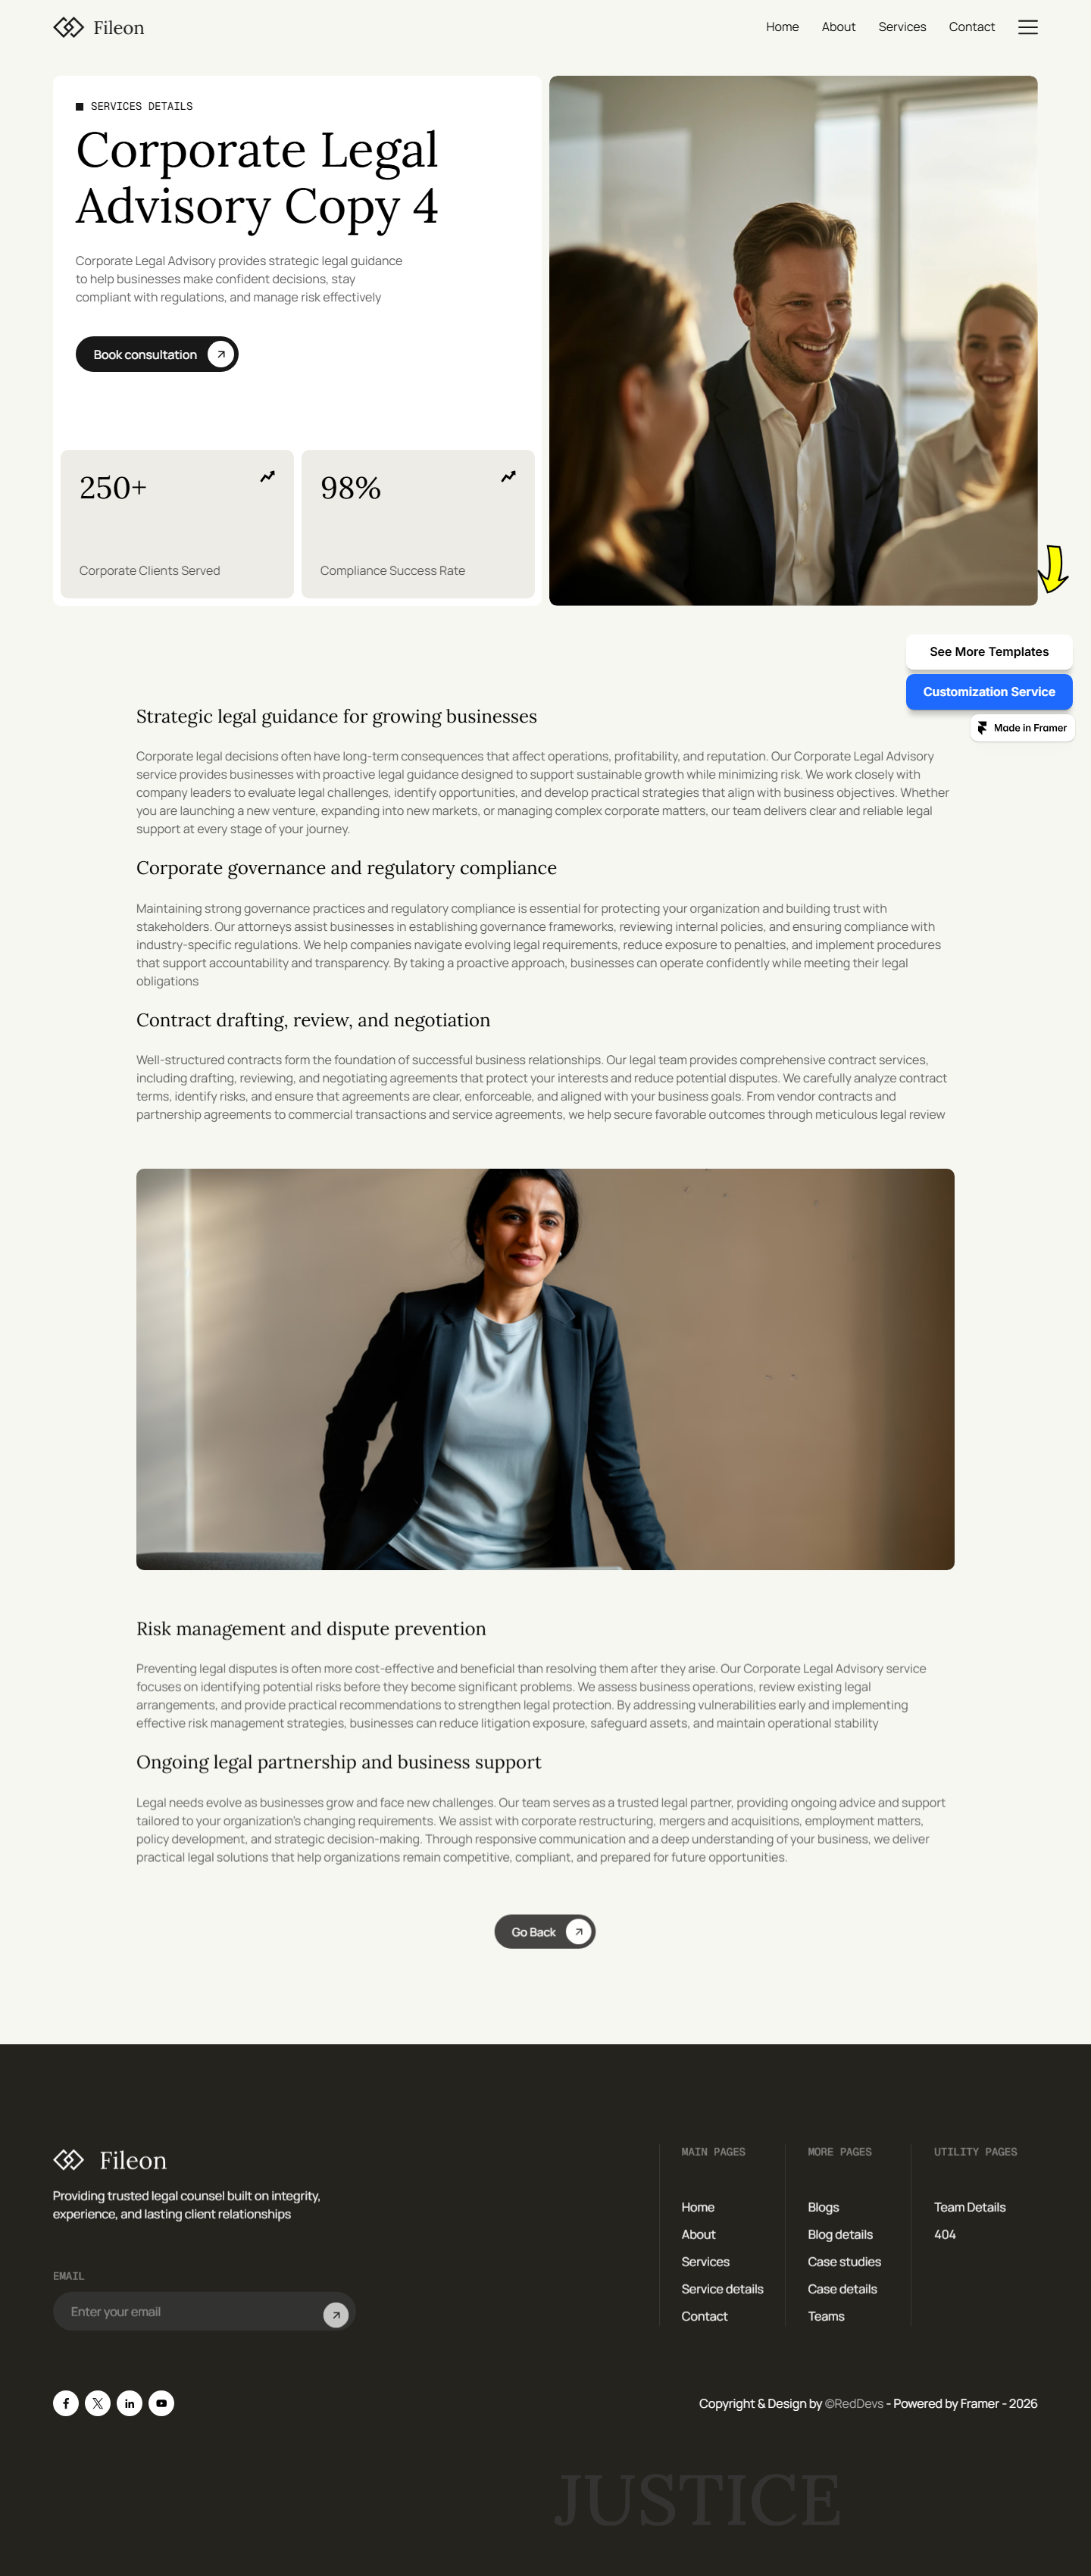 Fileon
Home
About
Services
Contact
SERVICES DETAILS
Corporate Legal
Advisory Copy 4
Corporate Legal Advisory provides strategic legal guidance
to help businesses make confident decisions, stay
compliant with regulations, and manage risk effectively
Book consultation
250+
Corporate Clients Served
98%
Compliance Success Rate
See More Templates
Customization Service
Made in Framer
Strategic legal guidance for growing businesses
Corporate legal decisions often have long-term consequences that affect operations, profitability, and reputation. Our Corporate Legal Advisory
service provides businesses with proactive legal guidance designed to support sustainable growth while minimizing risk. We work closely with
company leaders to evaluate legal challenges, identify opportunities, and develop practical strategies that align with business objectives. Whether
you are launching a new venture, expanding into new markets, or managing complex corporate matters, our team delivers clear and reliable legal
support at every stage of your journey.
Corporate governance and regulatory compliance
Maintaining strong governance practices and regulatory compliance is essential for protecting your organization and building trust with
stakeholders. Our attorneys assist businesses in establishing governance frameworks, reviewing internal policies, and ensuring compliance with
industry-specific regulations. We help companies navigate evolving legal requirements, reduce exposure to penalties, and implement procedures
that support accountability and transparency. By taking a proactive approach, businesses can operate confidently while meeting their legal
obligations
Contract drafting, review, and negotiation
Well-structured contracts form the foundation of successful business relationships. Our legal team provides comprehensive contract services,
including drafting, reviewing, and negotiating agreements that protect your interests and reduce potential disputes. We carefully analyze contract
terms, identify risks, and ensure that agreements are clear, enforceable, and aligned with your business goals. From vendor contracts and
partnership agreements to commercial transactions and service agreements, we help secure favorable outcomes through meticulous legal review
Risk management and dispute prevention
Preventing legal disputes is often more cost-effective and beneficial than resolving them after they arise. Our Corporate Legal Advisory service
focuses on identifying potential risks before they become significant problems. We assess business operations, review existing legal
arrangements, and provide practical recommendations to strengthen legal protection. By addressing vulnerabilities early and implementing
effective risk management strategies, businesses can reduce litigation exposure, safeguard assets, and maintain operational stability
Ongoing legal partnership and business support
Legal needs evolve as businesses grow and face new challenges. Our team serves as a trusted legal partner, providing ongoing advice and support
tailored to your organization's changing requirements. We assist with corporate restructuring, mergers and acquisitions, employment matters,
policy development, and strategic decision-making. Through responsive communication and a deep understanding of your business, we deliver
practical legal solutions that help organizations remain competitive, compliant, and prepared for future opportunities.
Go Back
Fileon
Providing trusted legal counsel built on integrity,
experience, and lasting client relationships
EMAIL
Enter your email
MAIN PAGES
Home
About
Services
Service details
Contact
MORE PAGES
Blogs
Blog details
Case studies
Case details
Teams
UTILITY PAGES
Team Details
404
Copyright & Design by ©RedDevs - Powered by Framer - 2026
JUSTICE